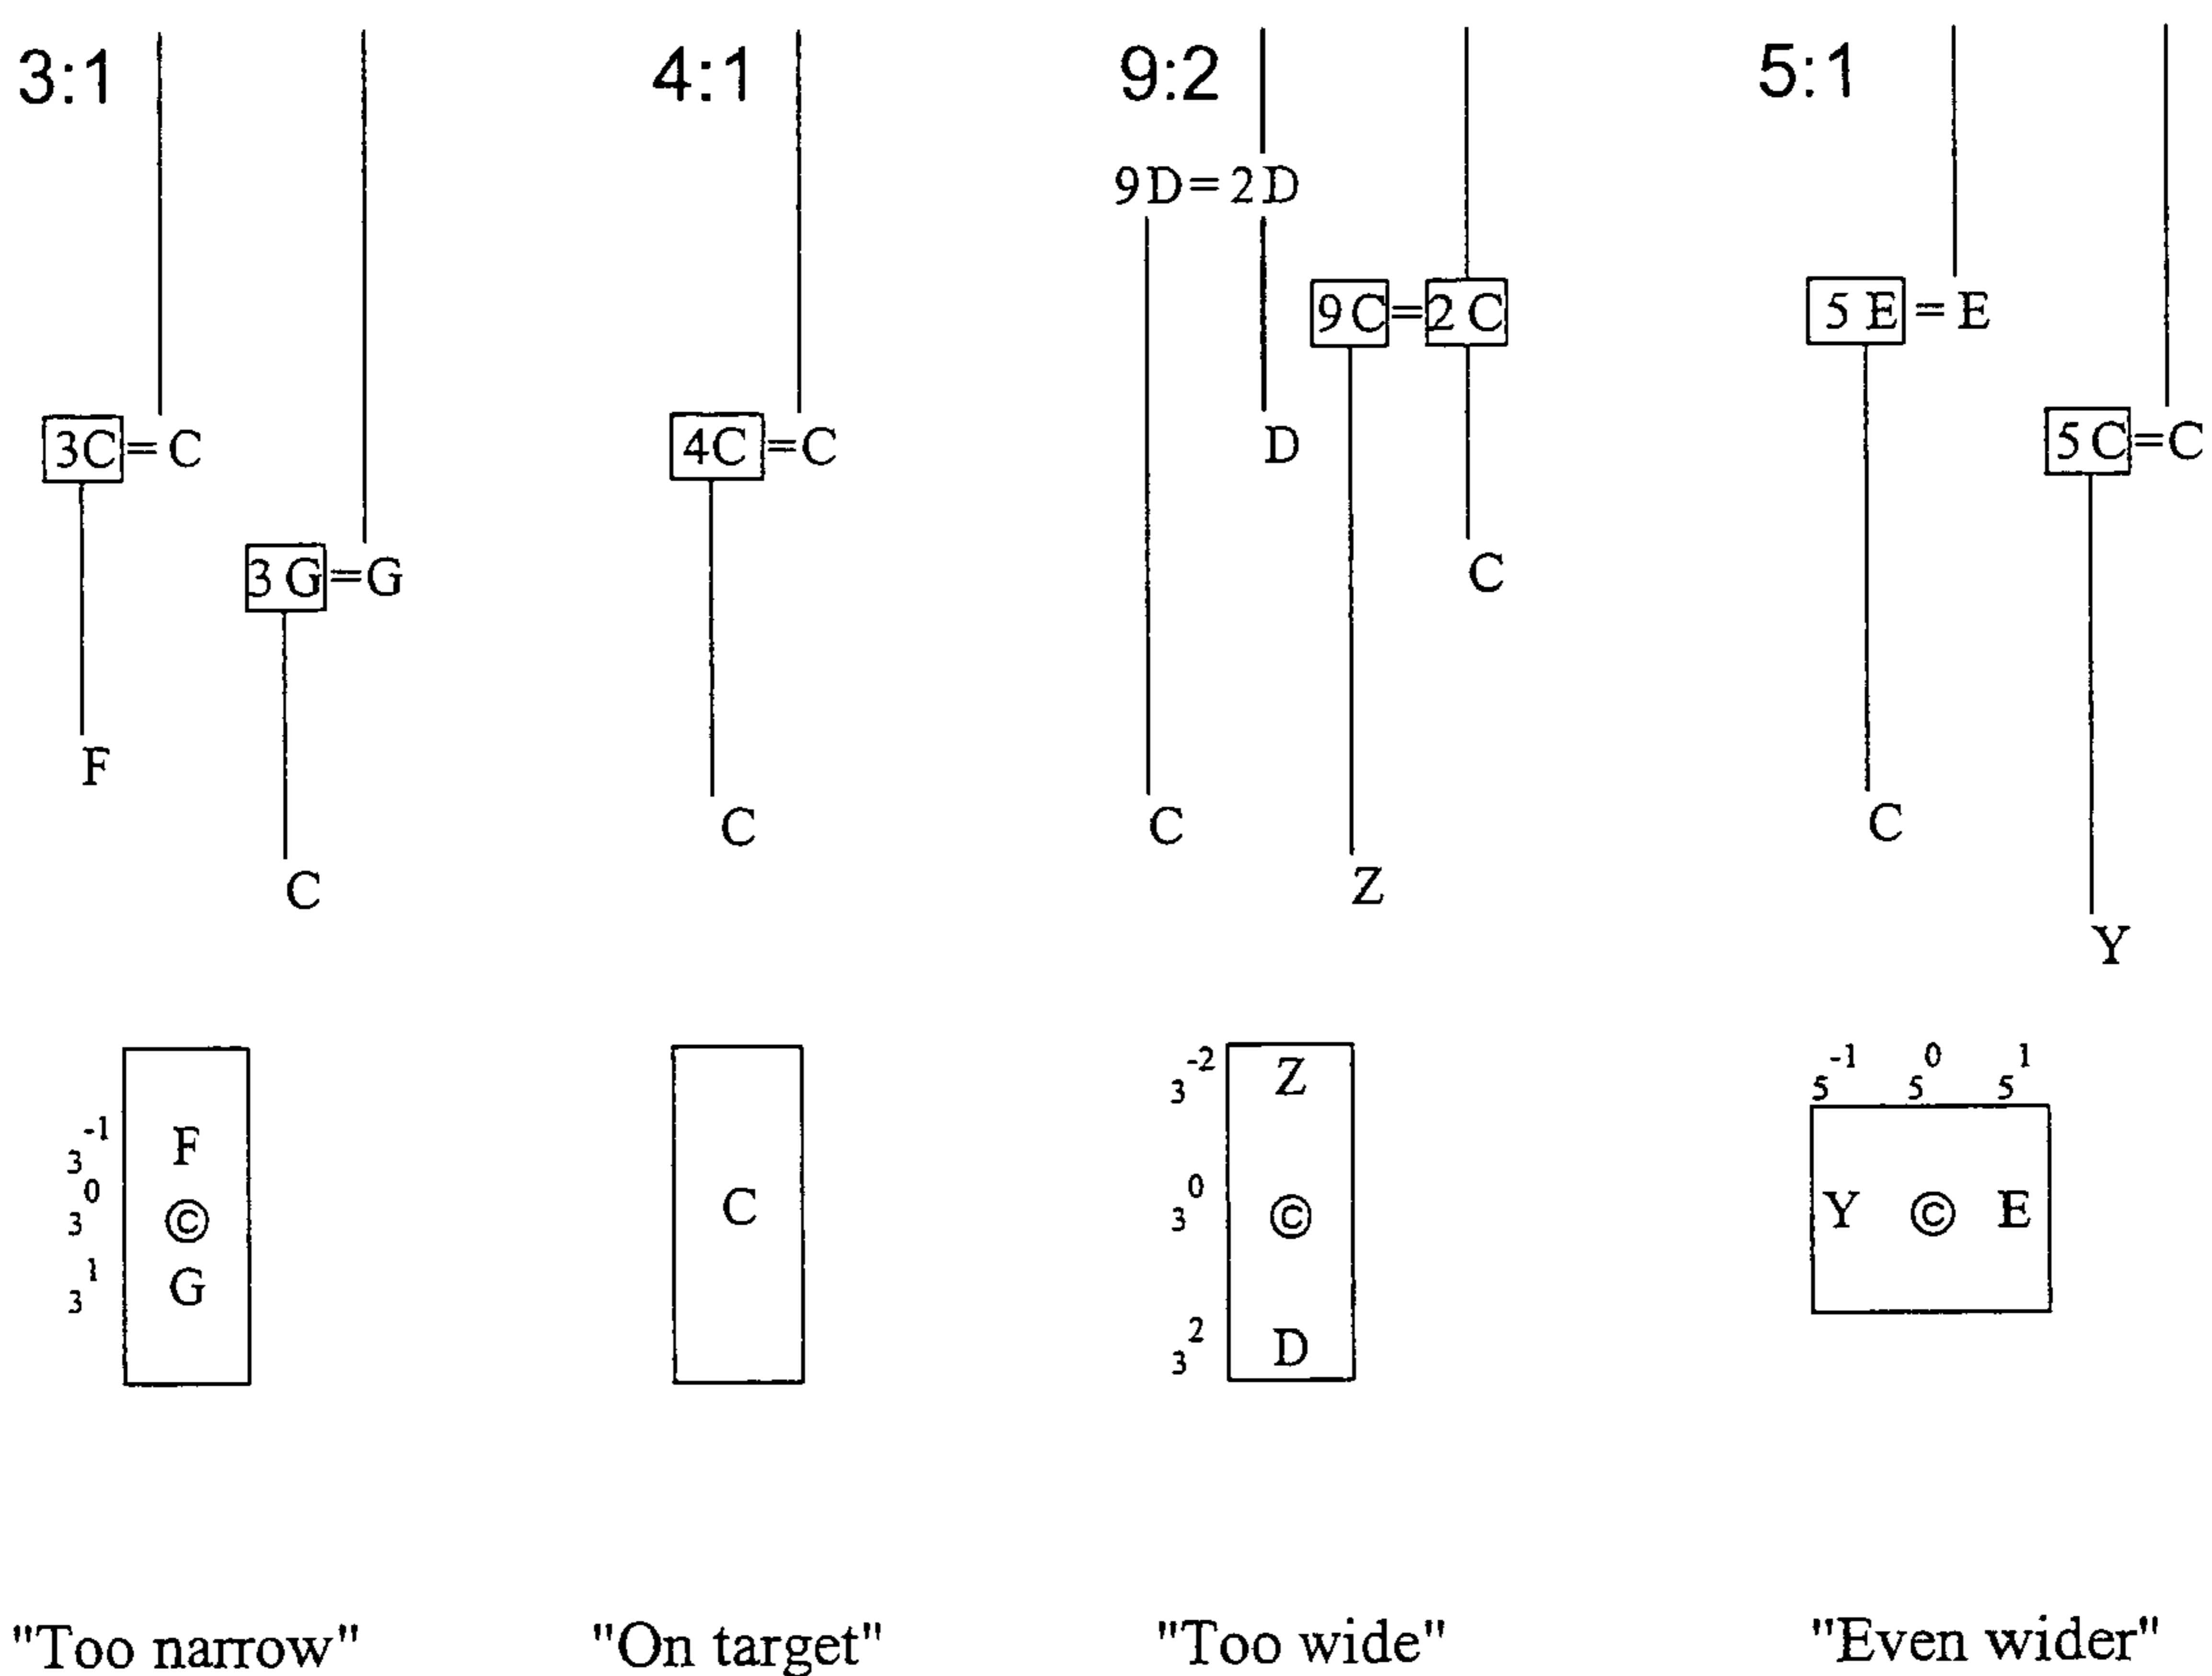 3:1 4:1 9:2 5:1
9D=2D
9C=2C 5E=E
3C=C 4C=C D 5C=C
3G=G C
F
C C C
C Z
Y
3^-1 F
3^0 ©
3^1 G
C
3^-2 Z
3^0 ©
3^2 D
5^-1 5^0 5^1
Y © E
"Too narrow" "On target" "Too wide" "Even wider"